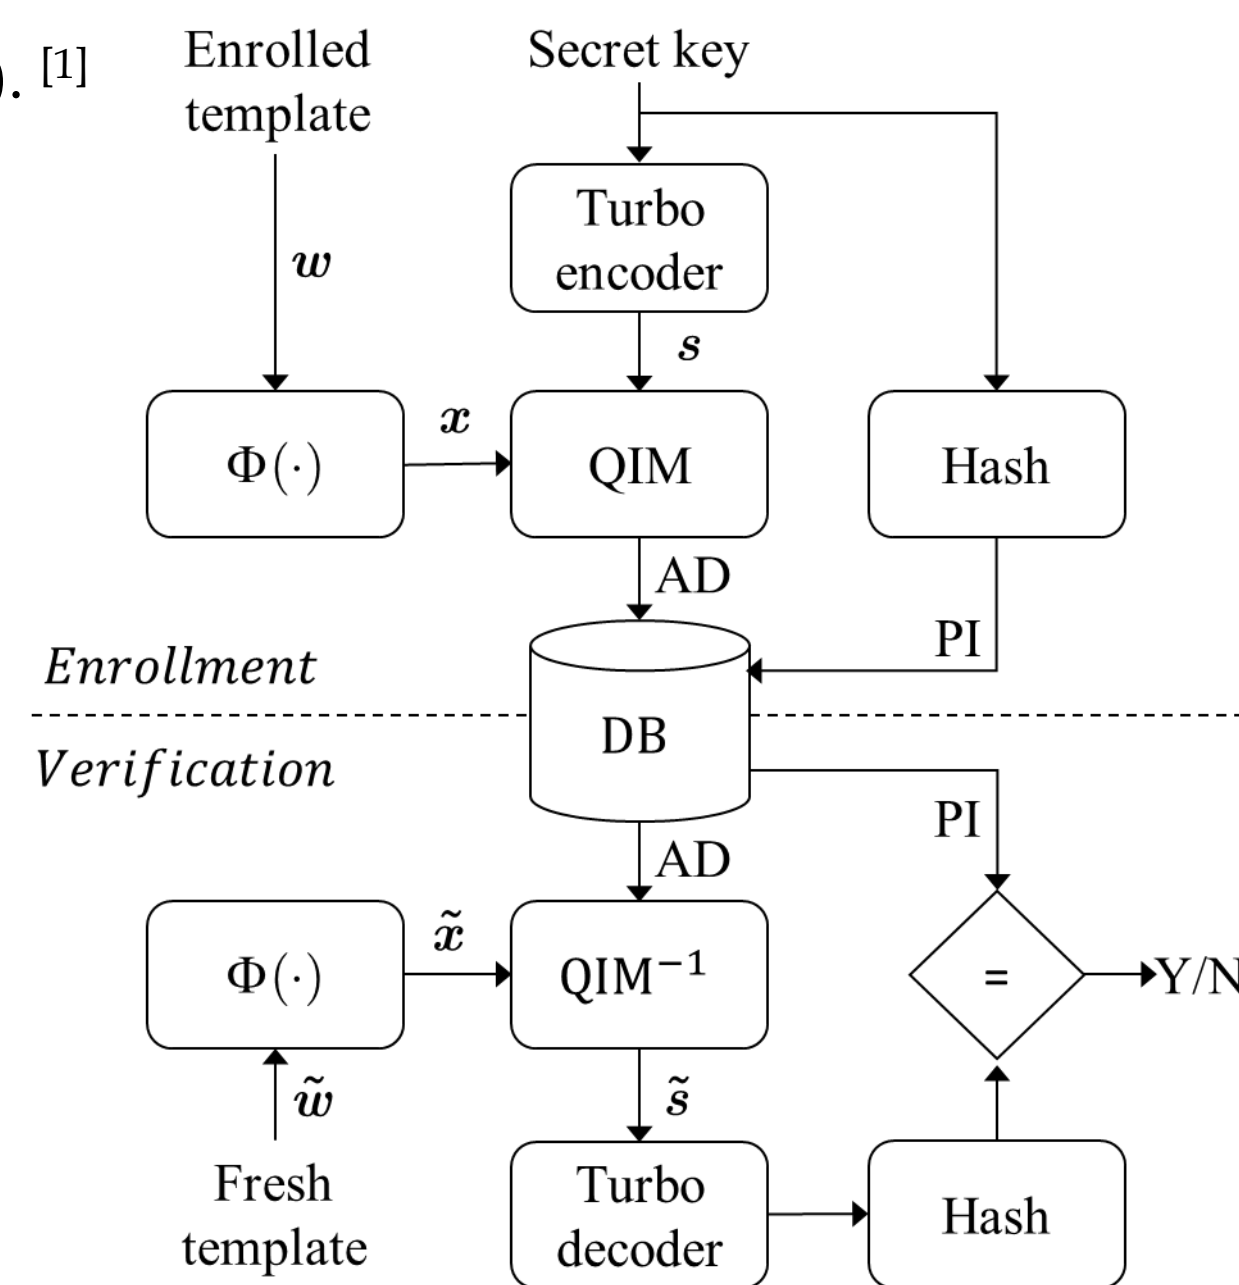 ). [1]
Enrolled
template
Secret key
w
Turbo
encoder
s
Φ(·)
x
QIM
Hash
AD
PI
Enrollment
DB
Verification
PI
AD
Φ(·)
x̃
QIM⁻¹
=
Y/N
w̃
s̃
Fresh
template
Turbo
decoder
Hash